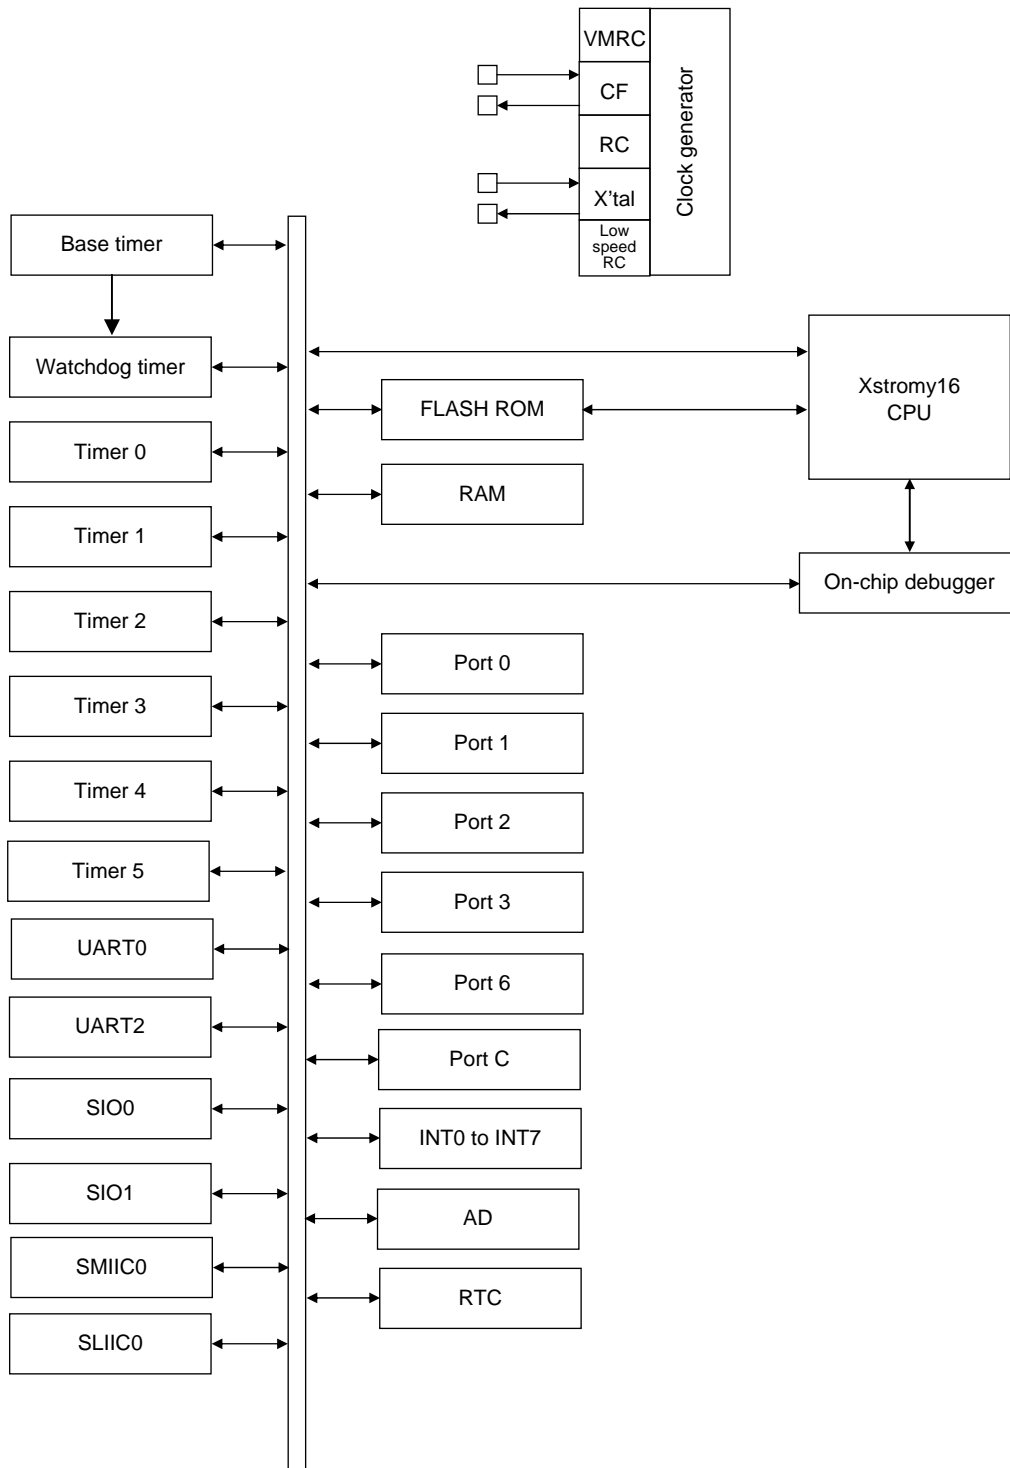 VMRC
CF
RC
X'tal
Low
speed
RC
Clock generator
Base timer
Watchdog timer
Timer 0
Timer 1
Timer 2
Timer 3
Timer 4
Timer 5
UART0
UART2
SIO0
SIO1
SMIIC0
SLIIC0
FLASH ROM
RAM
Port 0
Port 1
Port 2
Port 3
Port 6
Port C
INT0 to INT7
AD
RTC
Xstromy16
CPU
On-chip debugger